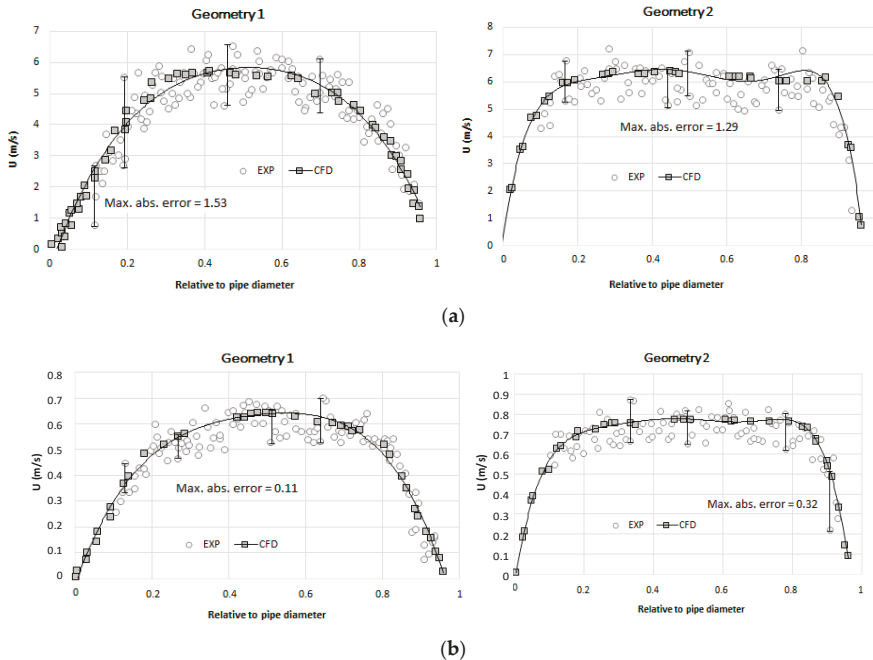 Geometry 1
7
6
5
4
3
2
1
0
U (m/s)
EXP
CFD
Max. abs. error = 1.53
0
0.2
0.4
0.6
0.8
1
Relative to pipe diameter
Geometry 2
8
7
6
5
4
3
2
1
0
U (m/s)
Max. abs. error = 1.29
EXP
CFD
0
0.2
0.4
0.6
0.8
1
Relative to pipe diameter
(a)
Geometry 1
0.8
0.7
0.6
0.5
0.4
0.3
0.2
0.1
0
U (m/s)
Max. abs. error = 0.11
EXP
CFD
0
0.2
0.4
0.6
0.8
1
Relative to pipe diameter
Geometry 2
1
0.9
0.8
0.7
0.6
0.5
0.4
0.3
0.2
0.1
0
U (m/s)
Max. abs. error = 0.32
EXP
CFD
0
0.2
0.4
0.6
0.8
1
Relative to pipe diameter
(b)